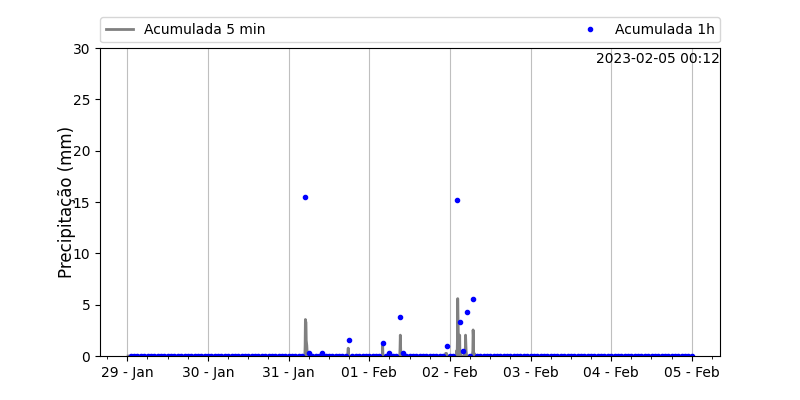 Acumulada 5 min Acumulada 1h
2023-02-05 00:12
Precipitação (mm)
30
25
20
15
10
5
0
29 - Jan 30 - Jan 31 - Jan 01 - Feb 02 - Feb 03 - Feb 04 - Feb 05 - Feb